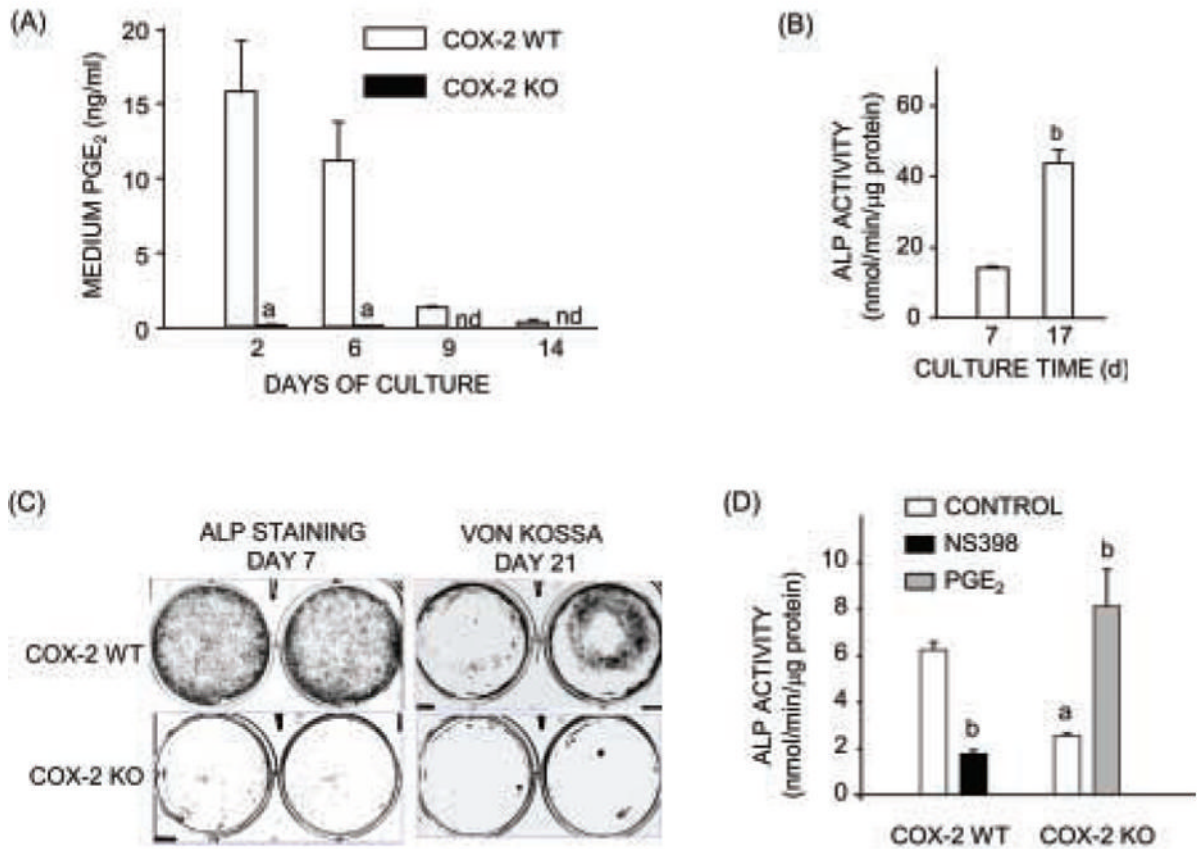 (A)
MEDIUM PGE₂ (ng/ml)
20
15
10
5
0
COX-2 WT
COX-2 KO
a
a
nd
nd
2 6 9 14
DAYS OF CULTURE
(B)
ALP ACTIVITY
(nmol/min/µg protein)
60
40
20
0
b
7 17
CULTURE TIME (d)
(C)
ALP STAINING
DAY 7
VON KOSSA
DAY 21
COX-2 WT
COX-2 KO
(D)
ALP ACTIVITY
(nmol/min/µg protein)
10
8
6
4
2
0
CONTROL
NS398
PGE₂
b
a
b
COX-2 WT COX-2 KO